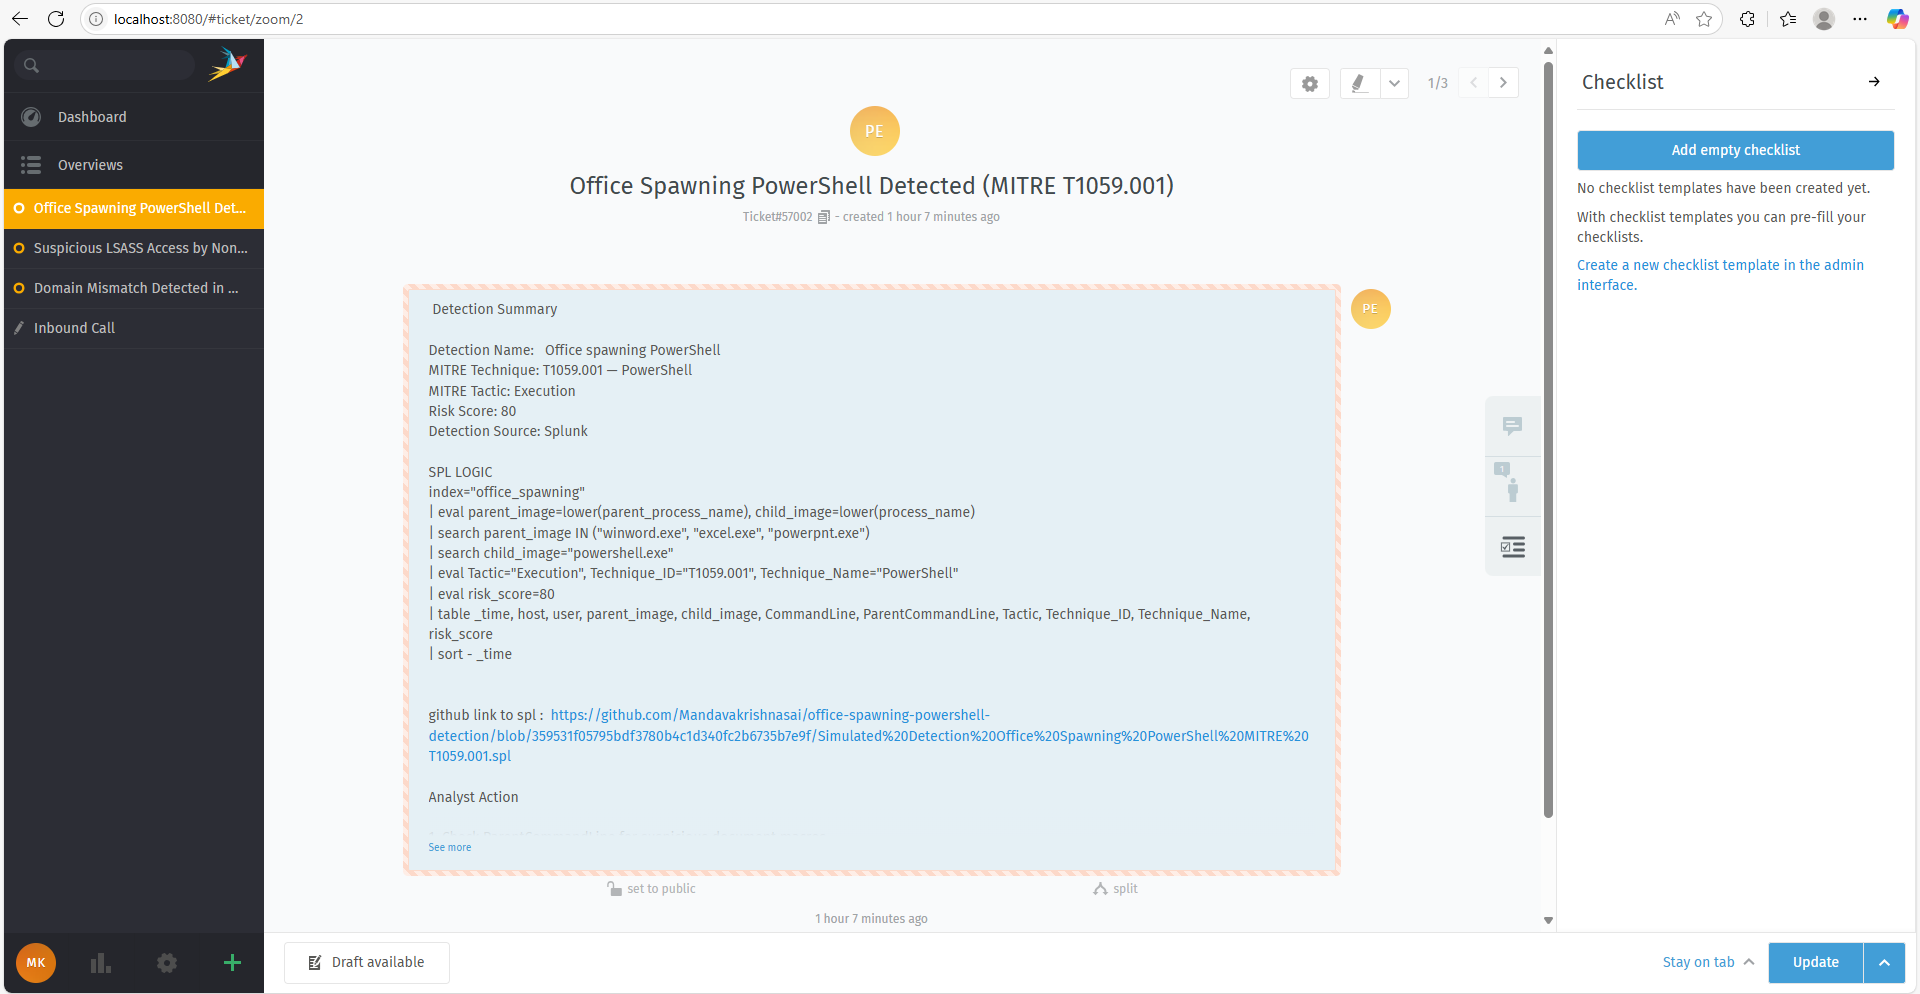 localhost:8080/#ticket/zoom/2
Dashboard
Overviews
Office Spawning PowerShell Det...
Suspicious LSASS Access by Non...
Domain Mismatch Detected in ...
Inbound Call
MK
1/3
PE
Office Spawning PowerShell Detected (MITRE T1059.001)
Ticket#57002 - created 1 hour 7 minutes ago
PE
Detection Summary
Detection Name: Office spawning PowerShell
MITRE Technique: T1059.001 — PowerShell
MITRE Tactic: Execution
Risk Score: 80
Detection Source: Splunk
SPL LOGIC
index="office_spawning"
| eval parent_image=lower(parent_process_name), child_image=lower(process_name)
| search parent_image IN ("winword.exe", "excel.exe", "powerpnt.exe")
| search child_image="powershell.exe"
| eval Tactic="Execution", Technique_ID="T1059.001", Technique_Name="PowerShell"
| eval risk_score=80
| table _time, host, user, parent_image, child_image, CommandLine, ParentCommandLine, Tactic, Technique_ID, Technique_Name,
risk_score
| sort - _time
github link to spl : https://github.com/Mandavakrishnasai/office-spawning-powershell-
detection/blob/359531f05795bdf3780b4c1d340fc2b6735b7e9f/Simulated%20Detection%20Office%20Spawning%20PowerShell%20MITRE%20
T1059.001.spl
Analyst Action
See more
set to public
split
1 hour 7 minutes ago
1
Draft available
Stay on tab
Update
Checklist
Add empty checklist
No checklist templates have been created yet.
With checklist templates you can pre-fill your
checklists.
Create a new checklist template in the admin
interface.